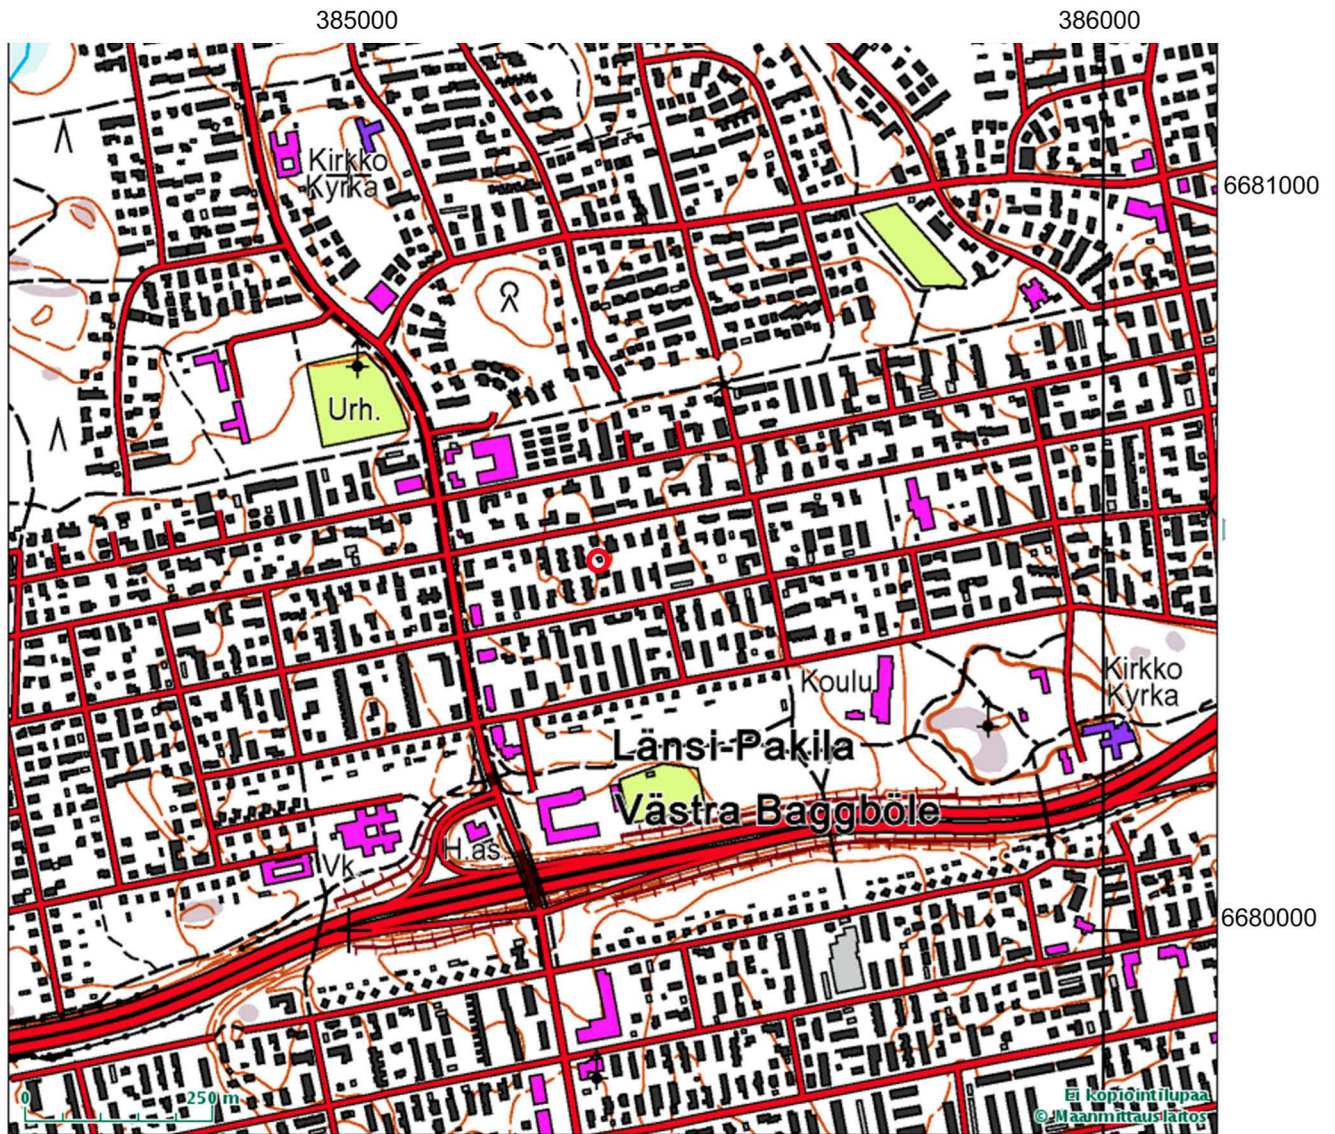 385000
386000
Kirkko
Kyrka
6681000
Urh.
Koulu
Kirkko
Kyrka
Länsi-Pakila
Västra Baggböle
H.as.
Vk
6680000
0 250 m
Ei kopiointilupaa
© Maanmittauslaitos